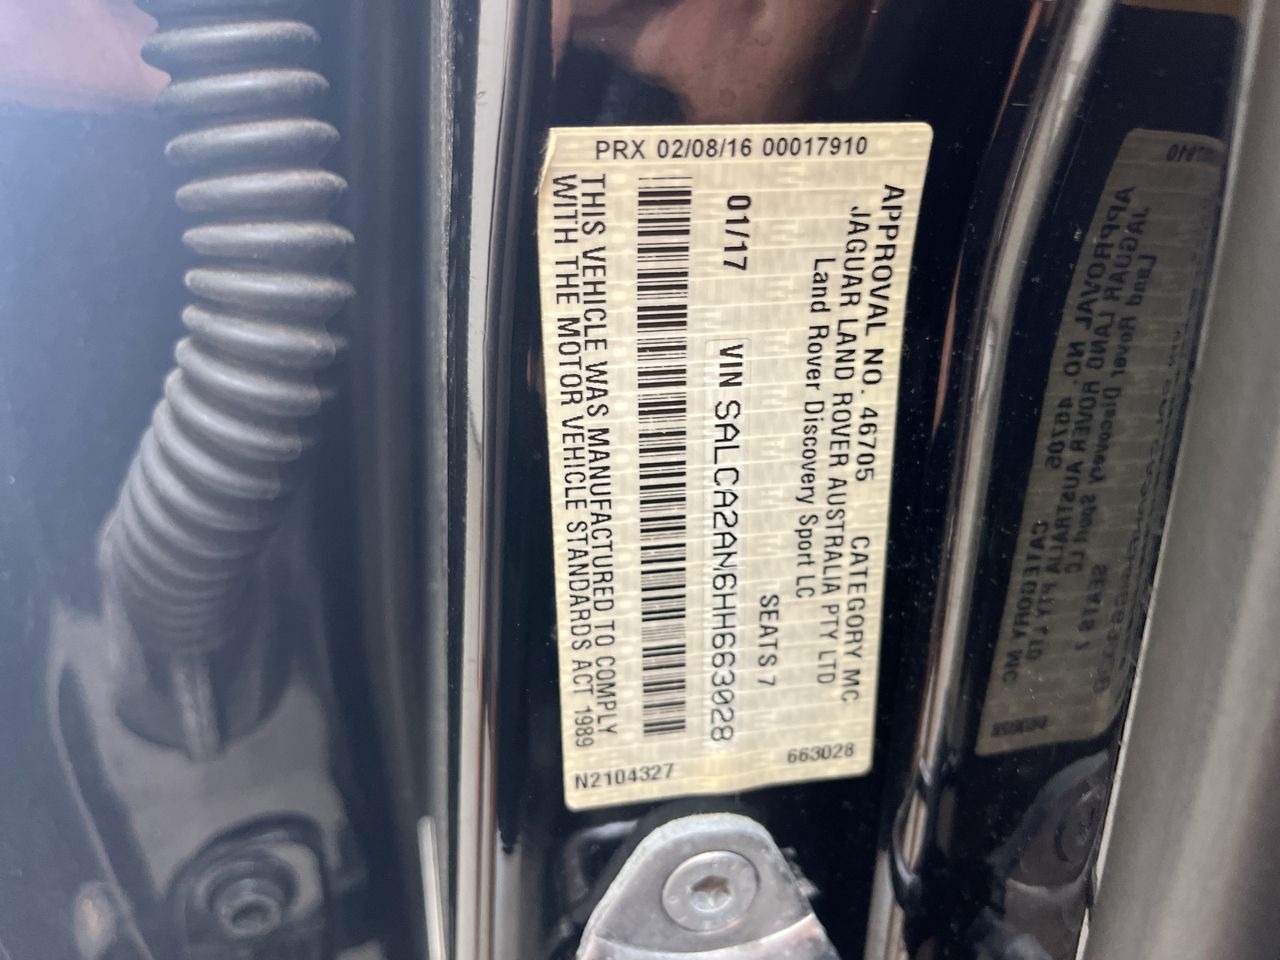 PRX 02/08/16 00017910
APPROVAL NO. 46705 CATEGORY MC
JAGUAR LAND ROVER AUSTRALIA PTY LTD
Land Rover Discovery Sport LC
SEATS 7
01/17 VIN SALCA2AN6HH663028
THIS VEHICLE WAS MANUFACTURED TO COMPLY
WITH THE MOTOR VEHICLE STANDARDS ACT 1989
N2104327 663028